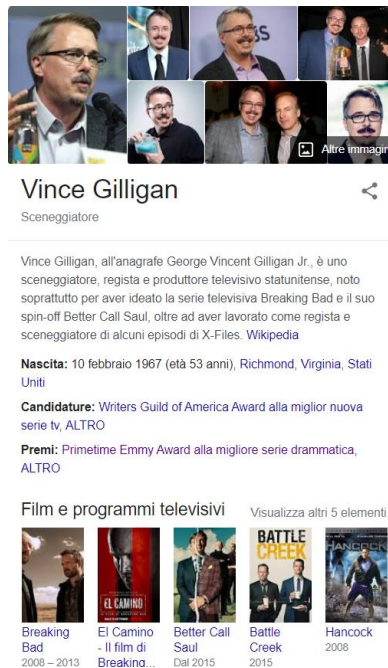 BS
Altre immagini
Vince Gilligan
Sceneggiatore
Vince Gilligan, all'anagrafe George Vincent Gilligan Jr., è uno
sceneggiatore, regista e produttore televisivo statunitense, noto
soprattutto per aver ideato la serie televisiva Breaking Bad e il suo
spin-off Better Call Saul, oltre ad aver lavorato come regista e
sceneggiatore di alcuni episodi di X-Files. Wikipedia
Nascita: 10 febbraio 1967 (età 53 anni), Richmond, Virginia, Stati
Uniti
Candidature: Writers Guild of America Award alla miglior nuova
serie tv, ALTRO
Premi: Primetime Emmy Award alla migliore serie drammatica,
ALTRO
Film e programmi televisivi Visualizza altri 5 elementi
EL CAMINO
BATTLE
CREEK
HANCOCK
Breaking
Bad
2008 – 2013
El Camino
- Il film di
Breaking...
Better Call
Saul
Dal 2015
Battle
Creek
2015
Hancock
2008